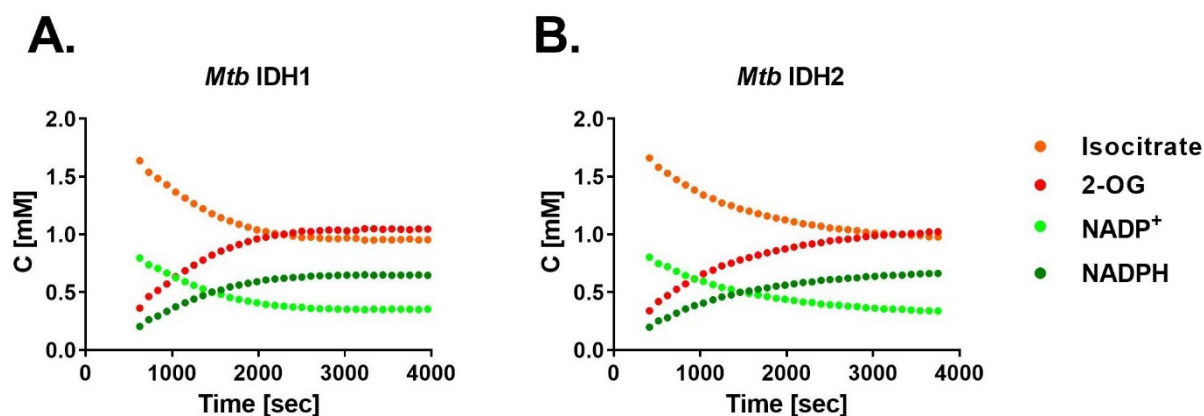 A.
Mtb IDH1
C [mM]
2.0
1.5
1.0
0.5
0.0
0
1000
2000
3000
4000
Time [sec]
B.
Mtb IDH2
C [mM]
2.0
1.5
1.0
0.5
0.0
0
1000
2000
3000
4000
Time [sec]
Isocitrate
2-OG
NADP⁺
NADPH